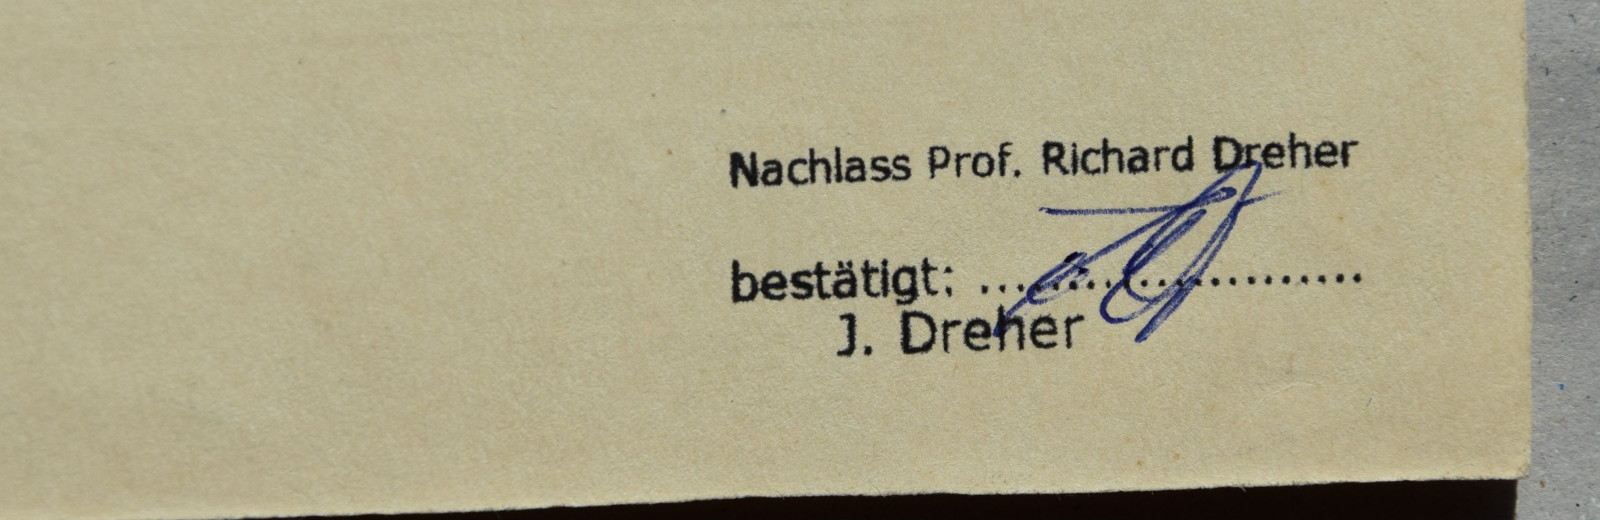 Nachlass Prof. Richard Dreher
bestätigt: ........................
J. Dreher